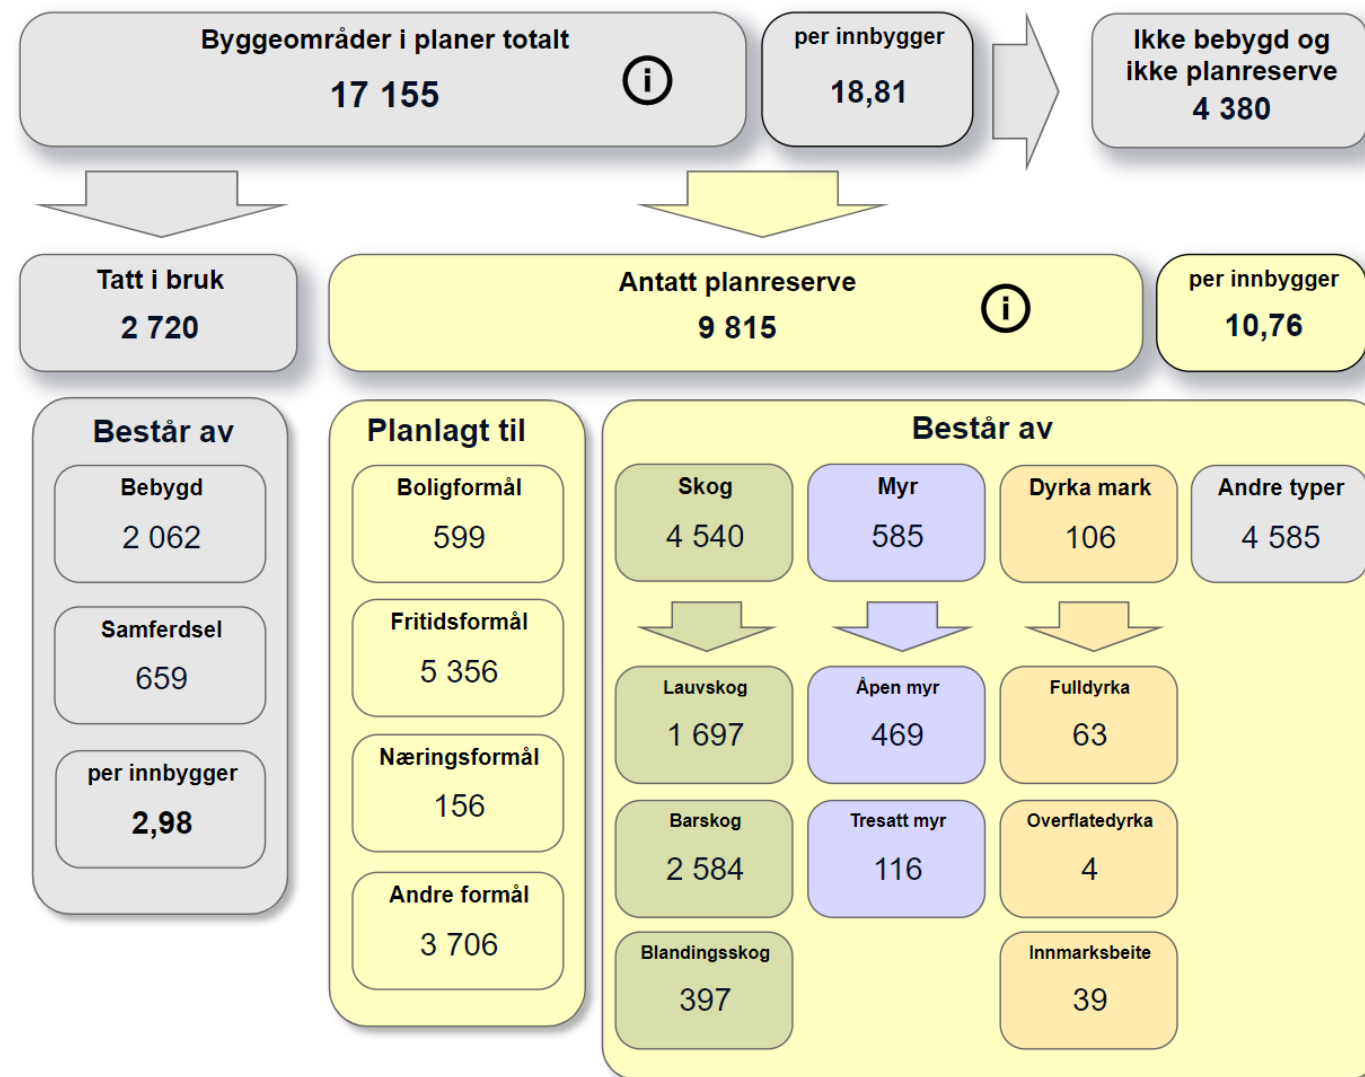 Byggeområder i planer totalt
17 155
per innbygger
18,81
Ikke bebygd og
ikke planreserve
4 380
Tatt i bruk
2 720
Antatt planreserve
9 815
per innbygger
10,76
Består av
Bebygd
2 062
Samferdsel
659
per innbygger
2,98
Planlagt til
Boligformål
599
Fritidsformål
5 356
Næringsformål
156
Andre formål
3 706
Består av
Skog
4 540
Myr
585
Dyrka mark
106
Andre typer
4 585
Lauvskog
1 697
Åpen myr
469
Fulldyrka
63
Barskog
2 584
Tresatt myr
116
Overflatedyrka
4
Blandingsskog
397
Innmarksbeite
39